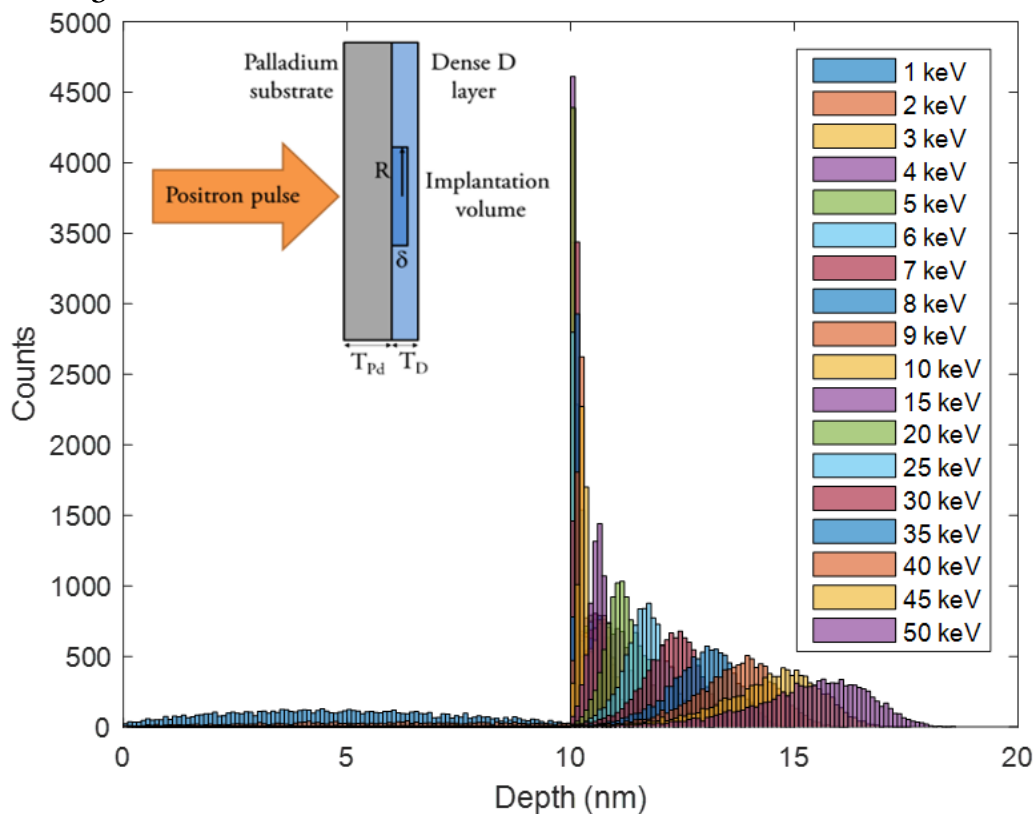 5000
4500
4000
3500
3000
2500
2000
1500
1000
500
0
Counts
Palladium
substrate
Dense D
layer
Positron pulse
R
Implantation
volume
δ
T_Pd
T_D
1 keV
2 keV
3 keV
4 keV
5 keV
6 keV
7 keV
8 keV
9 keV
10 keV
15 keV
20 keV
25 keV
30 keV
35 keV
40 keV
45 keV
50 keV
0 5 10 15 20
Depth (nm)